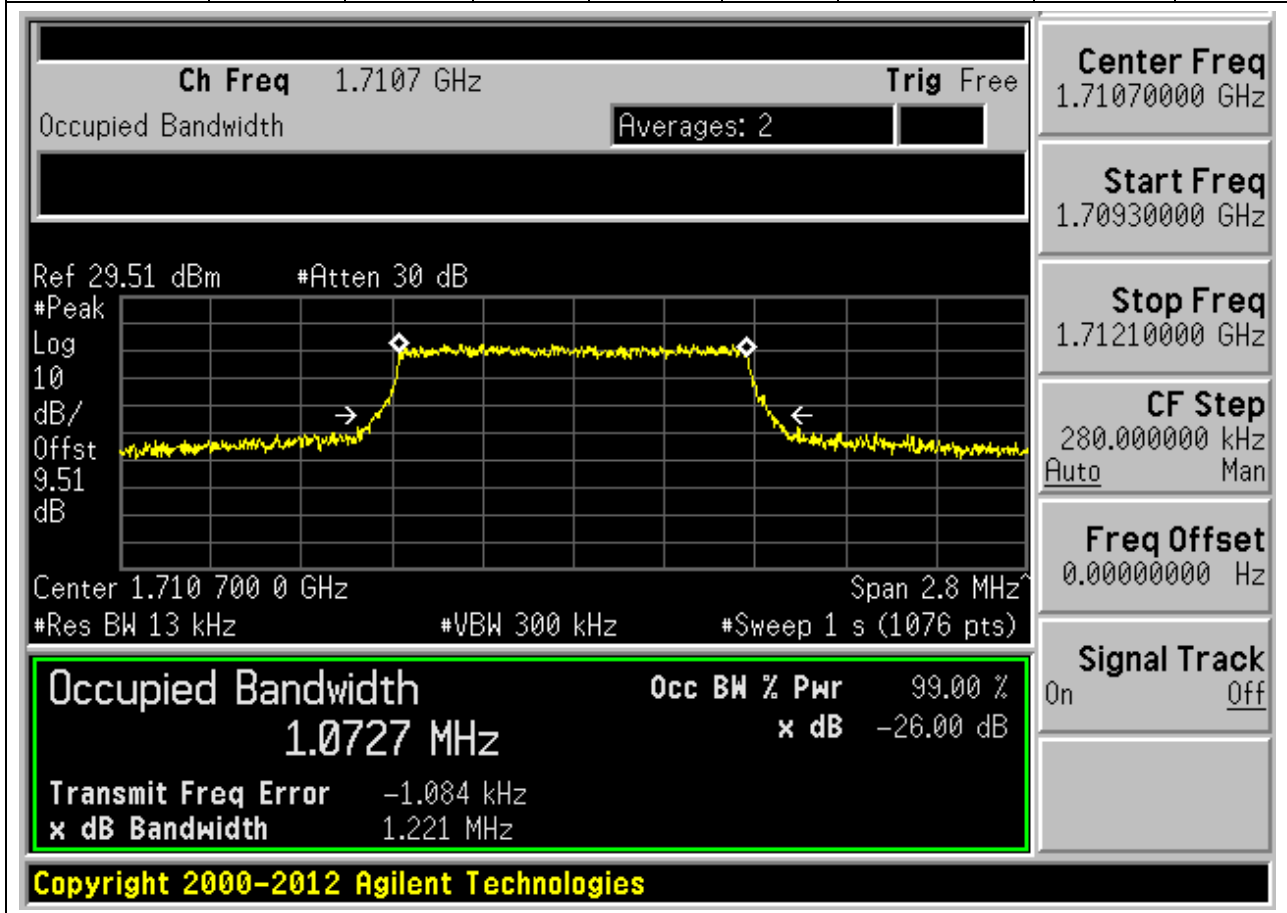 Ch Freq 1.7107 GHz Trig Free
Occupied Bandwidth Averages: 2
Ref 29.51 dBm #Atten 30 dB
#Peak
Log
10
dB/
Offst
9.51
dB
Center 1.710 700 0 GHz Span 2.8 MHz^
#Res BW 13 kHz #VBW 300 kHz #Sweep 1 s (1076 pts)
Occupied Bandwidth Occ BW % Pwr 99.00 %
1.0727 MHz x dB -26.00 dB
Transmit Freq Error -1.084 kHz
x dB Bandwidth 1.221 MHz
Copyright 2000-2012 Agilent Technologies
Center Freq
1.71070000 GHz
Start Freq
1.70930000 GHz
Stop Freq
1.71210000 GHz
CF Step
280.000000 kHz
Auto Man
Freq Offset
0.00000000 Hz
Signal Track
On Off